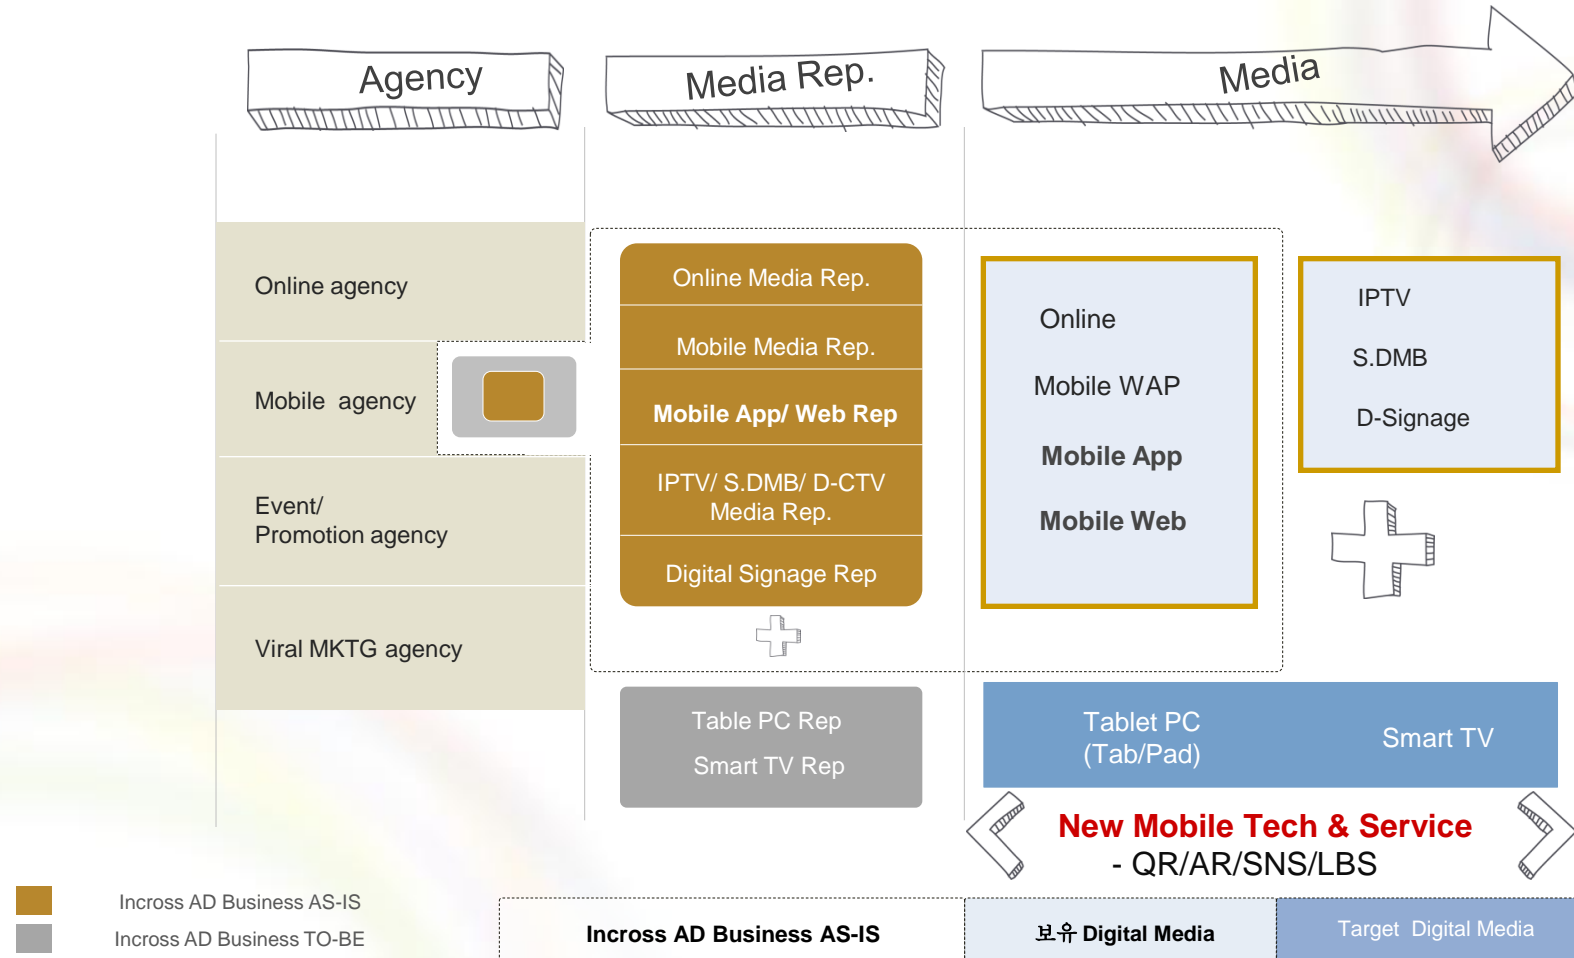 Agency
Media Rep.
Media
Online agency
Mobile agency
Event/
Promotion agency
Viral MKTG agency
Online Media Rep.
Mobile Media Rep.
Mobile App/ Web Rep
IPTV/ S.DMB/ D-CTV
Media Rep.
Digital Signage Rep
Table PC Rep
Smart TV Rep
Online
Mobile WAP
Mobile App
Mobile Web
IPTV
S.DMB
D-Signage
Tablet PC
(Tab/Pad)
Smart TV
New Mobile Tech & Service
- QR/AR/SNS/LBS
Incross AD Business AS-IS
Incross AD Business TO-BE
Incross AD Business AS-IS
보유 Digital Media
Target Digital Media